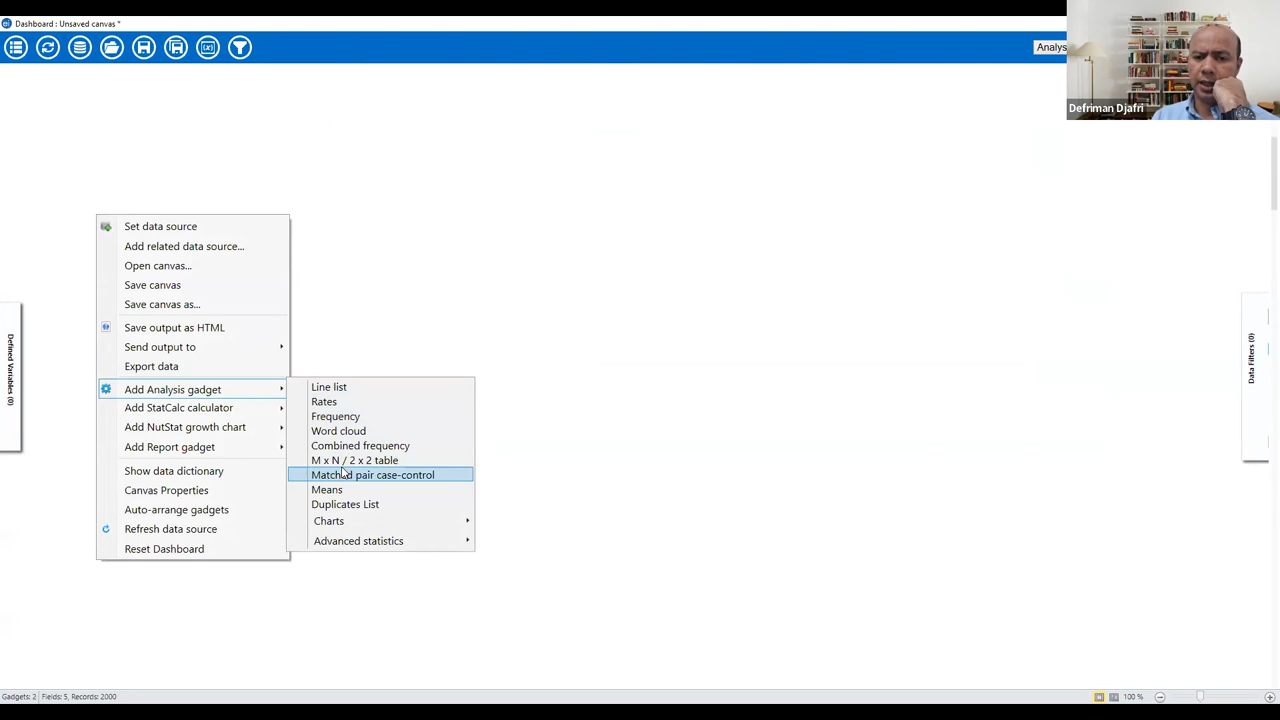 Dashboard : Unsaved canvas *
Analys
Defriman Djafri
Set data source
Add related data source...
Open canvas...
Save canvas
Save canvas as...
Save output as HTML
Send output to
Export data
Add Analysis gadget
Add StatCalc calculator
Add NutStat growth chart
Add Report gadget
Show data dictionary
Canvas Properties
Auto-arrange gadgets
Refresh data source
Reset Dashboard
Line list
Rates
Frequency
Word cloud
Combined frequency
M x N / 2 x 2 table
Matched pair case-control
Means
Duplicates List
Charts
Advanced statistics
Defined Variables (0)
Data Filters (0)
Gadgets: 2 Fields: 5, Records: 2000
100 %